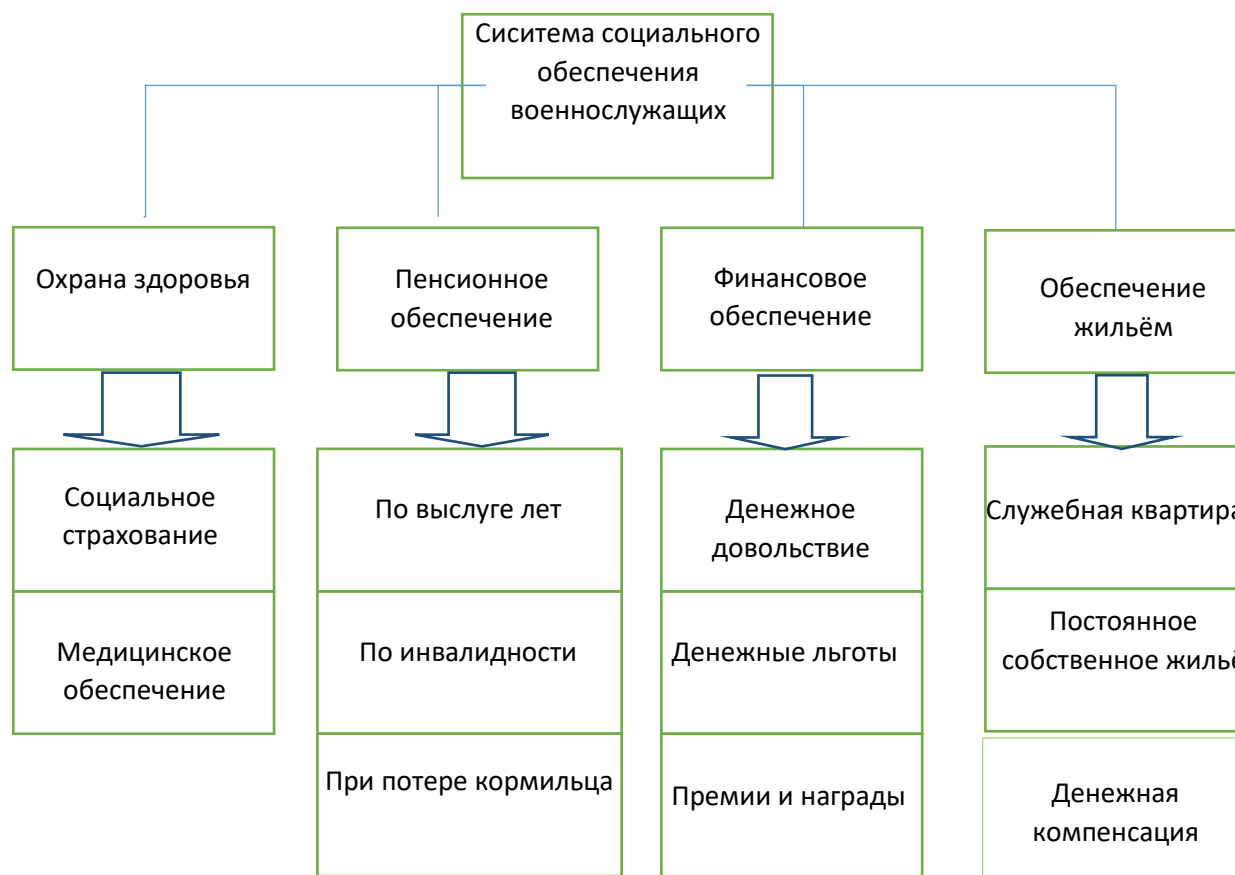 Сиситема социального
обеспечения
военнослужащих
Охрана здоровья
Пенсионное
обеспечение
Финансовое
обеспечение
Обеспечение
жильём
Социальное
страхование
По выслуге лет
Денежное
довольствие
Служебная квартира
Медицинское
обеспечение
По инвалидности
Денежные льготы
Постоянное
собственное жильё
При потере кормильца
Премии и награды
Денежная
компенсация